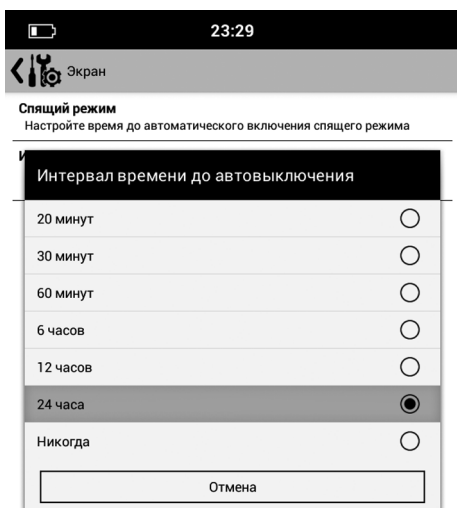 23:29
Экран
Спящий режим
Настройте время до автоматического включения спящего режима
Интервал времени до автовыключения
20 минут
30 минут
60 минут
6 часов
12 часов
24 часа
Никогда
Отмена